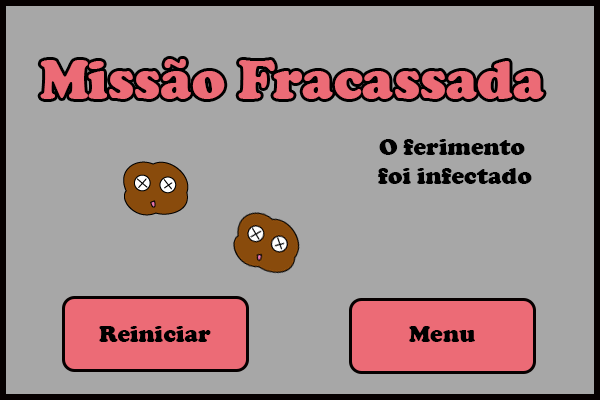 Missão Fracassada
O ferimento
foi infectado
Reiniciar
Menu